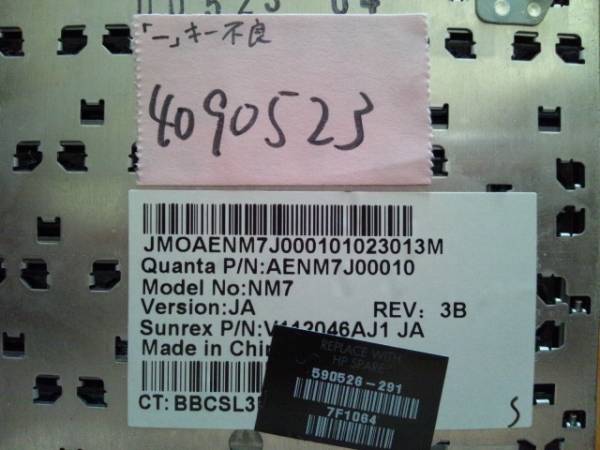 「ー」キー不良
4090523
JMOAENM7J000101023013M
Quanta P/N:AENM7J00010
Model No:NM7
Version:JA REV: 3B
Sunrex P/N:V112046AJ1 JA
Made in Chin
REPLACE WITH
HP SPARE
590526-291
7F1064
CT: BBCSL3
S